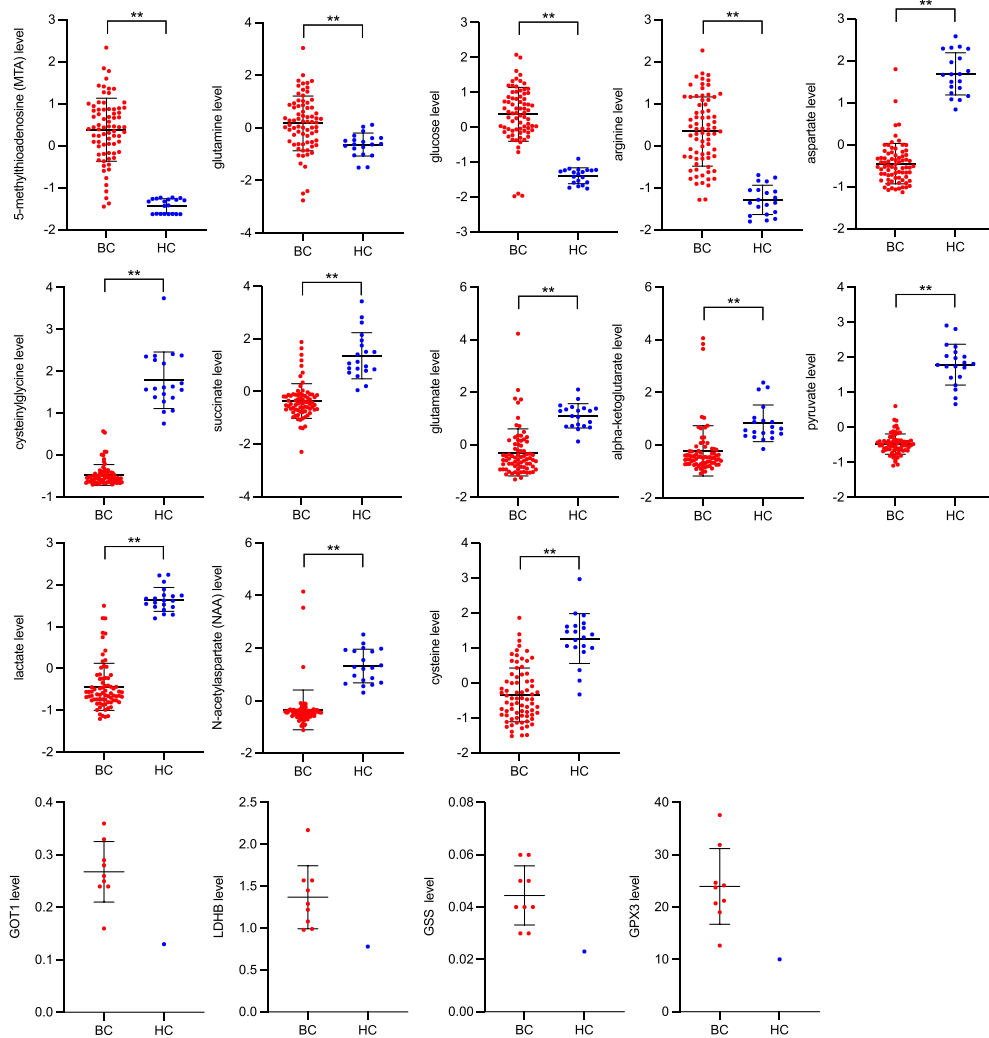 5-methylthioadenosine (MTA) level
3
2
1
0
-1
-2
**
BC
HC
glutamine level
4
2
0
-2
-4
**
BC
HC
glucose level
3
2
1
0
-1
-2
-3
**
BC
HC
arginine level
3
2
1
0
-1
-2
**
BC
HC
aspartate level
3
2
1
0
-1
-2
**
BC
HC
cysteinylglycine level
4
3
2
1
0
-1
**
BC
HC
succinate level
4
2
0
-2
-4
**
BC
HC
glutamate level
6
4
2
0
-2
**
BC
HC
alpha-ketoglutarate level
6
4
2
0
-2
**
BC
HC
pyruvate level
4
3
2
1
0
-1
-2
**
BC
HC
lactate level
3
2
1
0
-1
-2
**
BC
HC
N-acetylaspartate (NAA) level
6
4
2
0
-2
**
BC
HC
cysteine level
4
3
2
1
0
-1
-2
**
BC
HC
GOT1 level
0.4
0.3
0.2
0.1
0.0
BC
HC
LDHB level
2.5
2.0
1.5
1.0
0.5
0.0
BC
HC
GSS level
0.08
0.06
0.04
0.02
0.00
BC
HC
GPX3 level
40
30
20
10
0
BC
HC